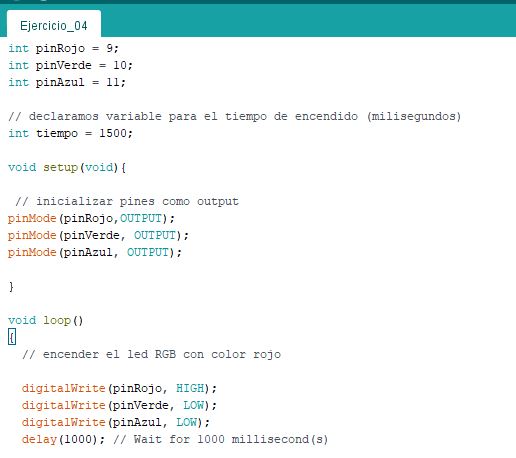 Ejercicio_04
int pinRojo = 9;
int pinVerde = 10;
int pinAzul = 11;
// declaramos variable para el tiempo de encendido (milisegundos)
int tiempo = 1500;
void setup(void){
// inicializar pines como output
pinMode(pinRojo,OUTPUT);
pinMode(pinVerde, OUTPUT);
pinMode(pinAzul, OUTPUT);
}
void loop()
{
// encender el led RGB con color rojo
digitalWrite(pinRojo, HIGH);
digitalWrite(pinVerde, LOW);
digitalWrite(pinAzul, LOW);
delay(1000); // Wait for 1000 millisecond(s)